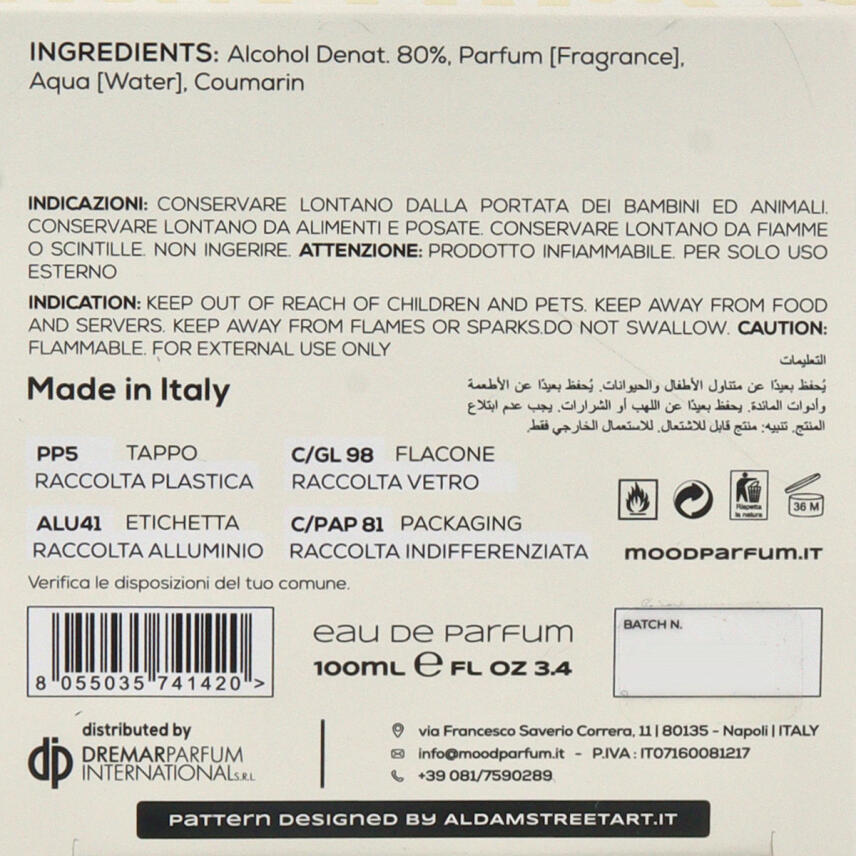 INGREDIENTS: Alcohol Denat. 80%, Parfum [Fragrance],
Aqua [Water], Coumarin
INDICAZIONI: CONSERVARE LONTANO DALLA PORTATA DEI BAMBINI ED ANIMALI.
CONSERVARE LONTANO DA ALIMENTI E POSATE. CONSERVARE LONTANO DA FIAMME
O SCINTILLE. NON INGERIRE. ATTENZIONE: PRODOTTO INFIAMMABILE. PER SOLO USO
ESTERNO
INDICATION: KEEP OUT OF REACH OF CHILDREN AND PETS. KEEP AWAY FROM FOOD
AND SERVERS. KEEP AWAY FROM FLAMES OR SPARKS.DO NOT SWALLOW. CAUTION:
FLAMMABLE. FOR EXTERNAL USE ONLY
التعليمات
يُحفظ بعيدًا عن متناول الأطفال والحيوانات. يُحفظ بعيدًا عن الأطعمة
وأدوات المائدة. يحفظ بعيدًا عن اللهب أو الشرارات. يجب عدم ابتلاع
المنتج. تنبيه: منتج قابل للاشتعال. للاستعمال الخارجي فقط.
Made in Italy
PP5 TAPPO
RACCOLTA PLASTICA
C/GL 98 FLACONE
RACCOLTA VETRO
ALU41 ETICHETTA
RACCOLTA ALLUMINIO
C/PAP 81 PACKAGING
RACCOLTA INDIFFERENZIATA
Rispetta
la natura
36 M
MOODPARFUM.IT
Verifica le disposizioni del tuo comune.
8 055035 741420 >
eau de parfum
100ML e FL OZ 3.4
BATCH N.
distributed by
dp DREMARPARFUM
INTERNATIONAL S.R.L
via Francesco Saverio Correra, 11 | 80135 - Napoli | ITALY
info@moodparfum.it - P.IVA : IT07160081217
+39 081/7590289
PATTERN DESIGNED BY ALDAMSTREETART.IT